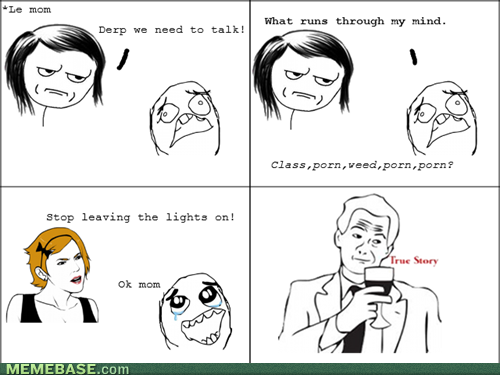 *Le mom
Derp we need to talk!
What runs through my mind.
Class,porn,weed,porn,porn?
Stop leaving the lights on!
Ok mom
True Story
MEMEBASE.com